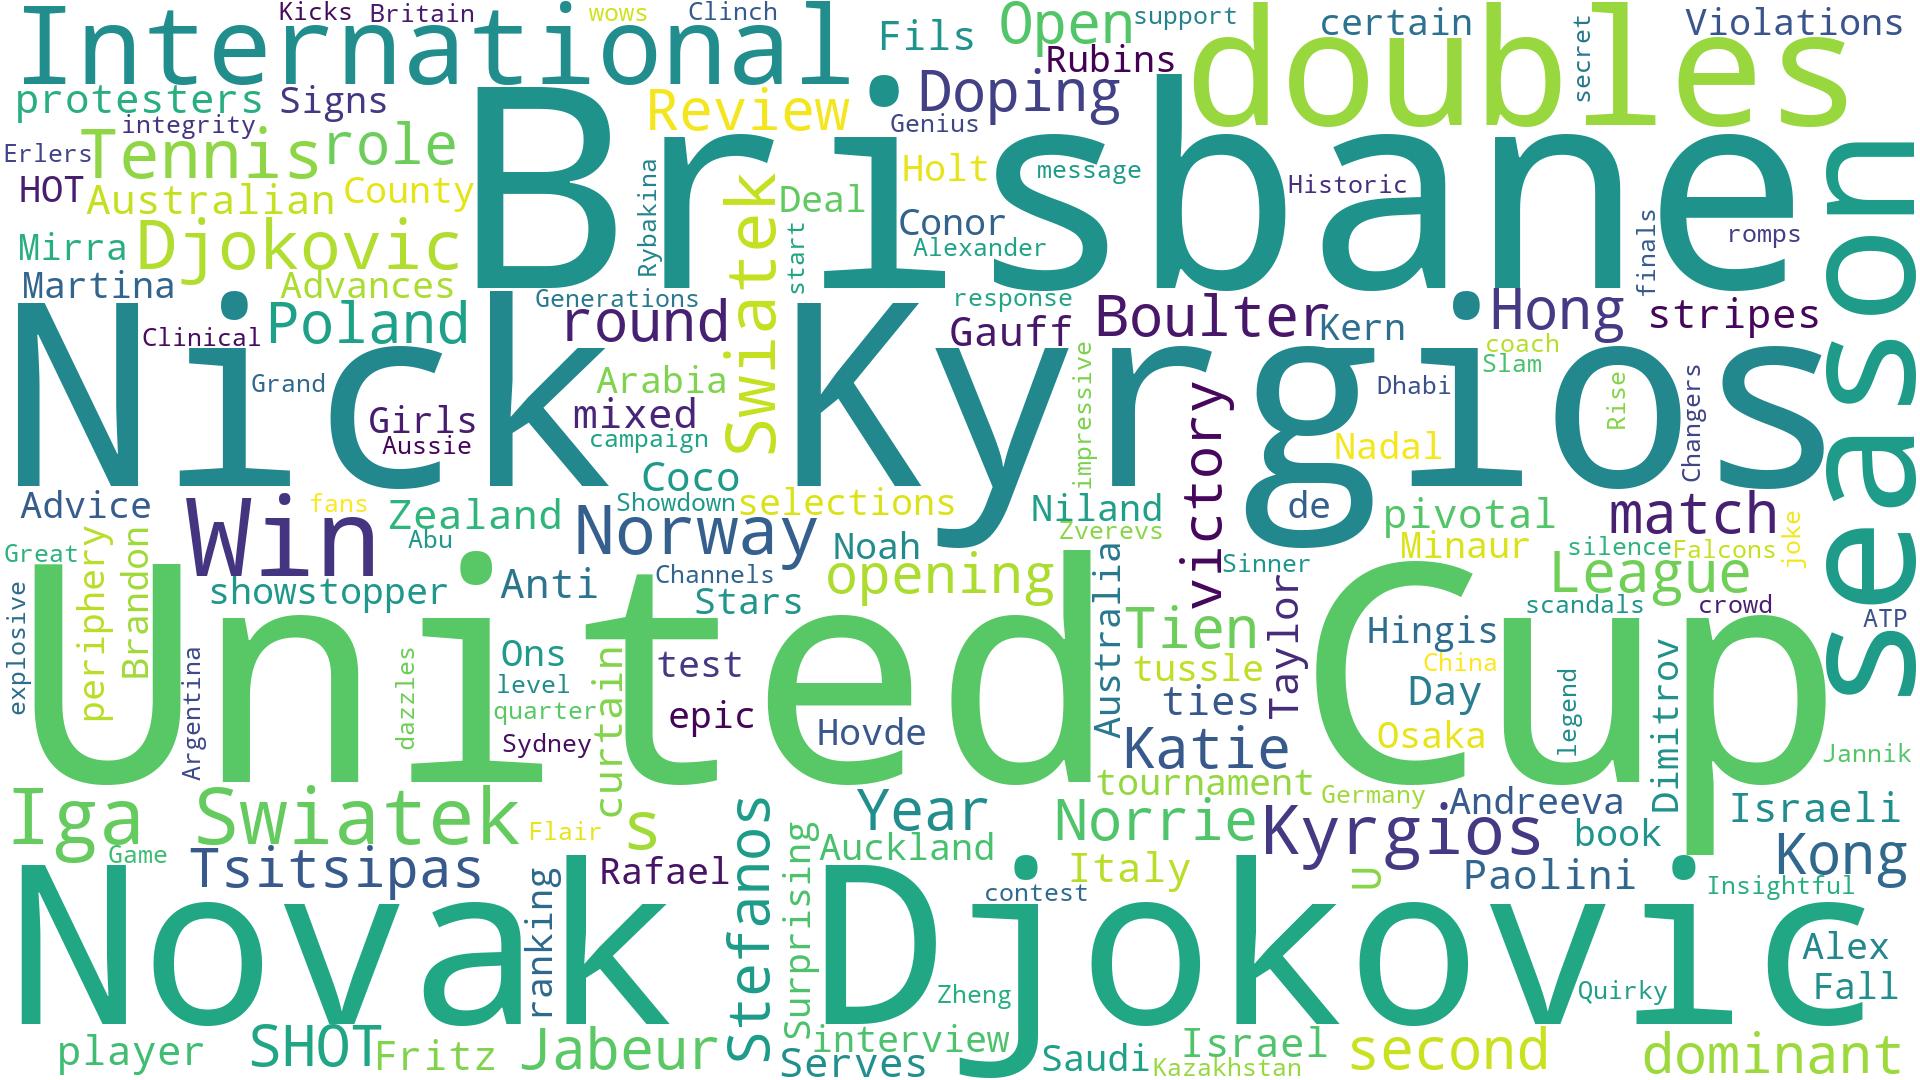 Kicks
Britain
wows
Clinch
International
Fils
Open
support
certain
secret
Violations
Rubins
doubles
protesters
Signs
Review
Doping
integrity
Genius
Tennis
role
Brisbane
Erlers
HOT
Australian
County
Rybakina
Swiatek
Deal
Holt
message
Historic
season
Conor
Alexander
start
finals
romps
Mirra
Djokovic
Martina
Advances
Generations
response
Poland
round
Boulter
Kern
Hong
stripes
Clinical
Gauff
coach
Slam
Nick Kyrgios
Grand
Arabia
impressive
victory
Dhabi
Rise
Changers
Girls
mixed
Aussie
campaign
Nadal
Coco
Advice
Win
fans
Zealand
Showdown
selections
Niland
de
pivotal
match
Norway
Zverevs
Great
Abu
Noah
Minaur
silence
Falcons
joke
periphery
Brandon
showstopper
Anti
Channels
opening
Australia
Sinner
League
Stars
scandals
crowd
ATP
explosive
United Cup
Tien
Taylor
Hingis
Argentina
dazzles
Ons
curtain
test
tussle
China
level
ties
Day
legend
Dimitrov
quarter
epic
Hovde
Sydney
Katie
Osaka
Jannik
tournament
Germany
Iga Swiatek
Flair
s
Stefanos
Year
Norrie
Kyrgios
Andreeva
book
Israeli
Game
Tsitsipas
Surprising
Auckland
Kong
ranking
Rafael
contest
Italy
U
Paolini
Insightful
Novak Djokovic
Alex
Zheng
Quirky
Fall
player
SHOT
Fritz
Jabeur
interview
Serves
Saudi
Israel
Kazakhstan
second
dominant